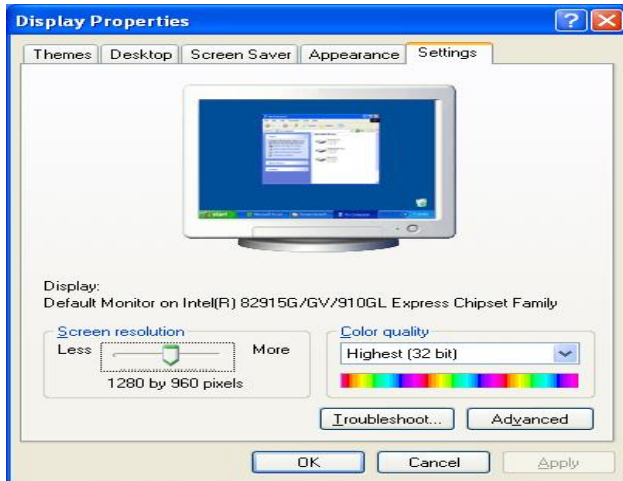 Display Properties
Themes Desktop Screen Saver Appearance Settings
start
Display:
Default Monitor on Intel(R) 82915G/GV/910GL Express Chipset Family
Screen resolution
Less More
1280 by 960 pixels
Color quality
Highest (32 bit)
Troubleshoot... Advanced
OK Cancel Apply